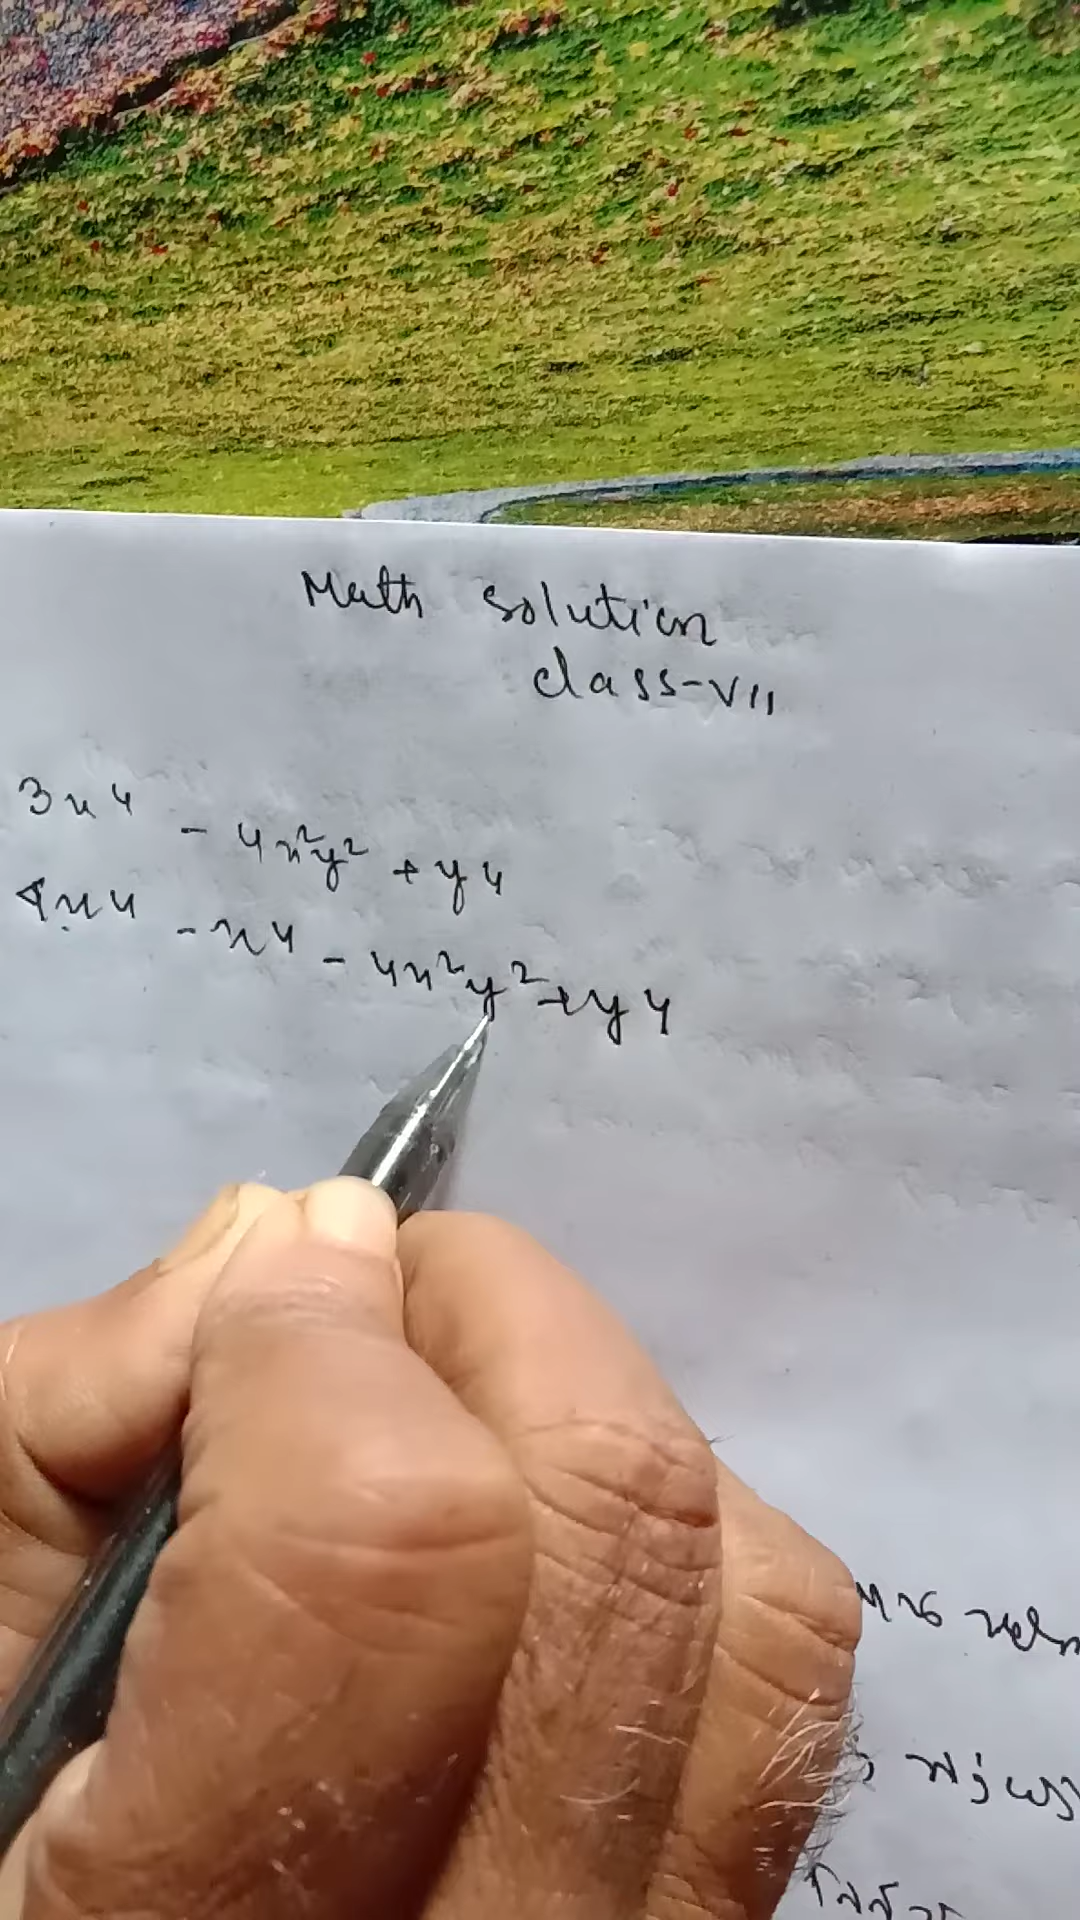 Math solution
class-VII
3x⁴ - 4x²y² + y⁴
4x⁴ - x⁴ - 4x²y² + y⁴